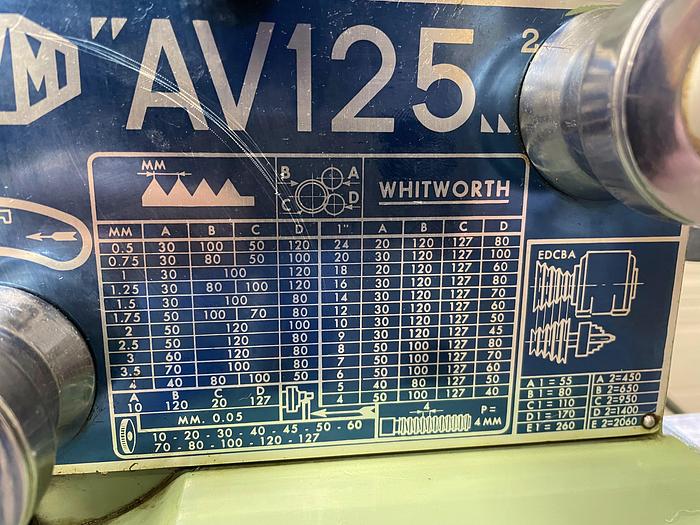 M "AV125„ 2
MM B A C D WHITWORTH
MM A B C D 1" A B C D
0.5 30 100 50 120 24 20 120 127 80
0.75 30 80 50 100 20 30 120 127 100
1 30 100 120 18 20 120 127 60
1.25 30 80 100 120 16 30 120 127 80
1.5 30 100 80 14 30 120 127 70
1.75 50 100 70 80 12 30 120 127 60
2 50 120 100 10 30 120 127 50
2.5 50 120 80 9 30 120 127 45
3 60 120 80 8 50 100 127 80
3.5 70 100 80 7 50 100 127 70
4 40 80 100 50 6 50 100 127 60
A B C D 5 40 80 127 50
10 120 20 127 4 50 100 127 40
MM. 0.05
10 - 20 - 30 - 40 - 45 - 50 - 60
70 - 80 - 100 - 120 - 127
4 P= 4 MM
EDCBA
A 1 = 55 A 2=450
B 1 = 80 B 2=650
C 1 = 110 C 2=950
D1 = 170 D 2=1400
E1 = 260 E 2=2060